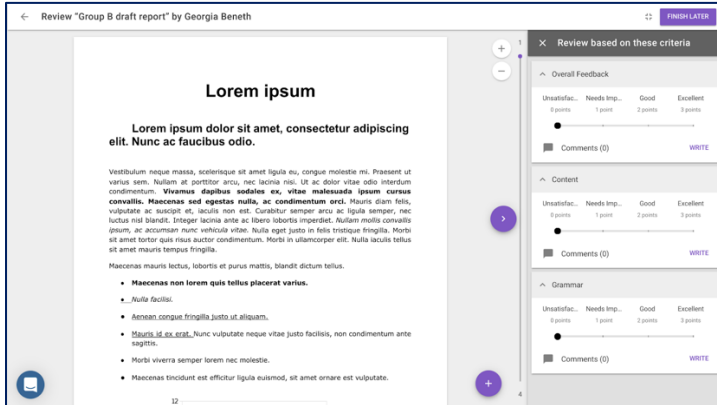 Review "Group B draft report" by Georgia Beneth
FINISH LATER
Lorem ipsum
Lorem ipsum dolor sit amet, consectetur adipiscing
elit. Nunc ac faucibus odio.
Vestibulum neque massa, scelerisque sit amet ligula eu, congue molestie mi. Praesent ut
varius sem. Nullam at porttitor arcu, nec lacinia nisi. Ut ac dolor vitae odio interdum
condimentum. Vivamus dapibus sodales ex, vitae malesuada ipsum cursus
convallis. Maecenas sed egestas nulla, ac condimentum orci. Mauris diam felis,
vulputate ac suscipit et, iaculis non est. Curabitur semper arcu ac ligula semper, nec
luctus nisl blandit. Integer lacinia ante ac libero lobortis imperdiet. Nullam mollis convallis
ipsum, ac accumsan nunc vehicula vitae. Nulla eget justo in felis tristique fringilla. Morbi
sit amet tortor quis risus auctor condimentum. Morbi in ullamcorper elit. Nulla iaculis tellus
sit amet mauris tempus fringilla.
Maecenas mauris lectus, lobortis et purus mattis, blandit dictum tellus.
• Maecenas non lorem quis tellus placerat varius.
• Nulla facilisi.
• Aenean congue fringilla justo ut aliquam.
• Mauris id ex erat. Nunc vulputate neque vitae justo facilisis, non condimentum ante
sagittis.
• Morbi viverra semper lorem nec molestie.
• Maecenas tincidunt est efficitur ligula euismod, sit amet ornare est vulputate.
12
1
4
Review based on these criteria
Overall Feedback
Unsatisfac... Needs Imp... Good Excellent
0 points 1 point 2 points 3 points
Comments (0) WRITE
Content
Unsatisfac... Needs Imp... Good Excellent
0 points 1 point 2 points 3 points
Comments (0) WRITE
Grammar
Unsatisfac... Needs Imp... Good Excellent
0 points 1 point 2 points 3 points
Comments (0) WRITE